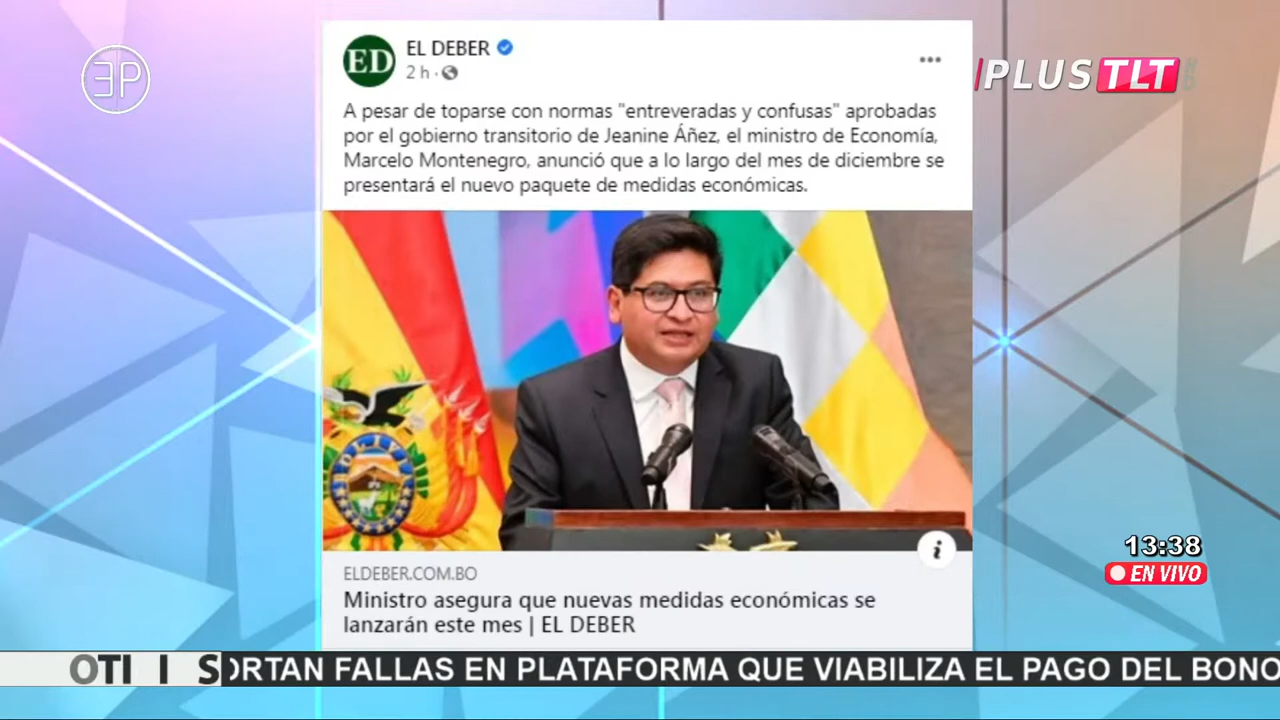 ED
EL DEBER
2 h
A pesar de toparse con normas "entreveradas y confusas" aprobadas
por el gobierno transitorio de Jeanine Áñez, el ministro de Economía,
Marcelo Montenegro, anunció que a lo largo del mes de diciembre se
presentará el nuevo paquete de medidas económicas.
PLUS TLT
ELDEBER.COM.BO
Ministro asegura que nuevas medidas económicas se
lanzarán este mes | EL DEBER
13:38
EN VIVO
OTI I S
ORTAN FALLAS EN PLATAFORMA QUE VIABILIZA EL PAGO DEL BONO